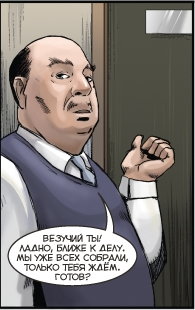 ВЕЗУЧИЙ ТЫ!
ЛАДНО, БЛИЖЕ К ДЕЛУ.
МЫ УЖЕ ВСЕХ СОБРАЛИ,
ТОЛЬКО ТЕБЯ ЖДЁМ.
ГОТОВ?